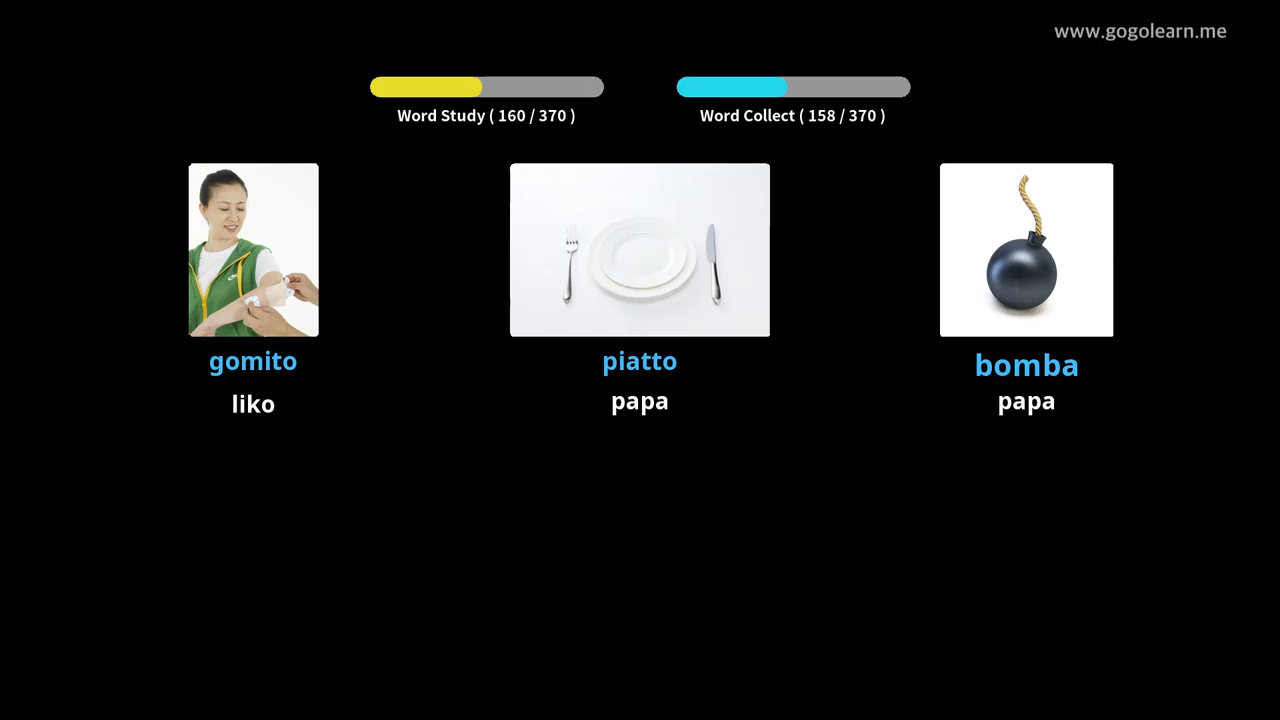 www.gogolearn.me
Word Study ( 160 / 370 )
Word Collect ( 158 / 370 )
gomito
piatto
bomba
liko
papa
papa